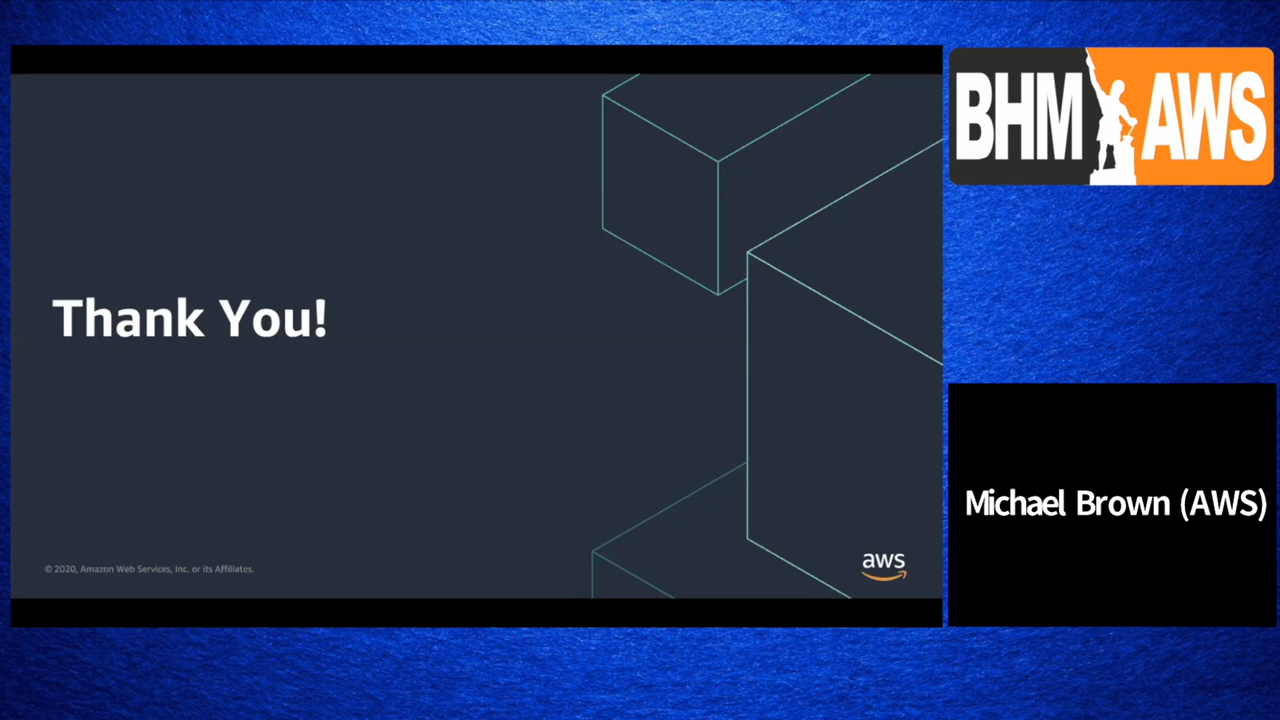 Thank You!
© 2020, Amazon Web Services, Inc. or its Affiliates.
aws
BHM AWS
Michael Brown (AWS)